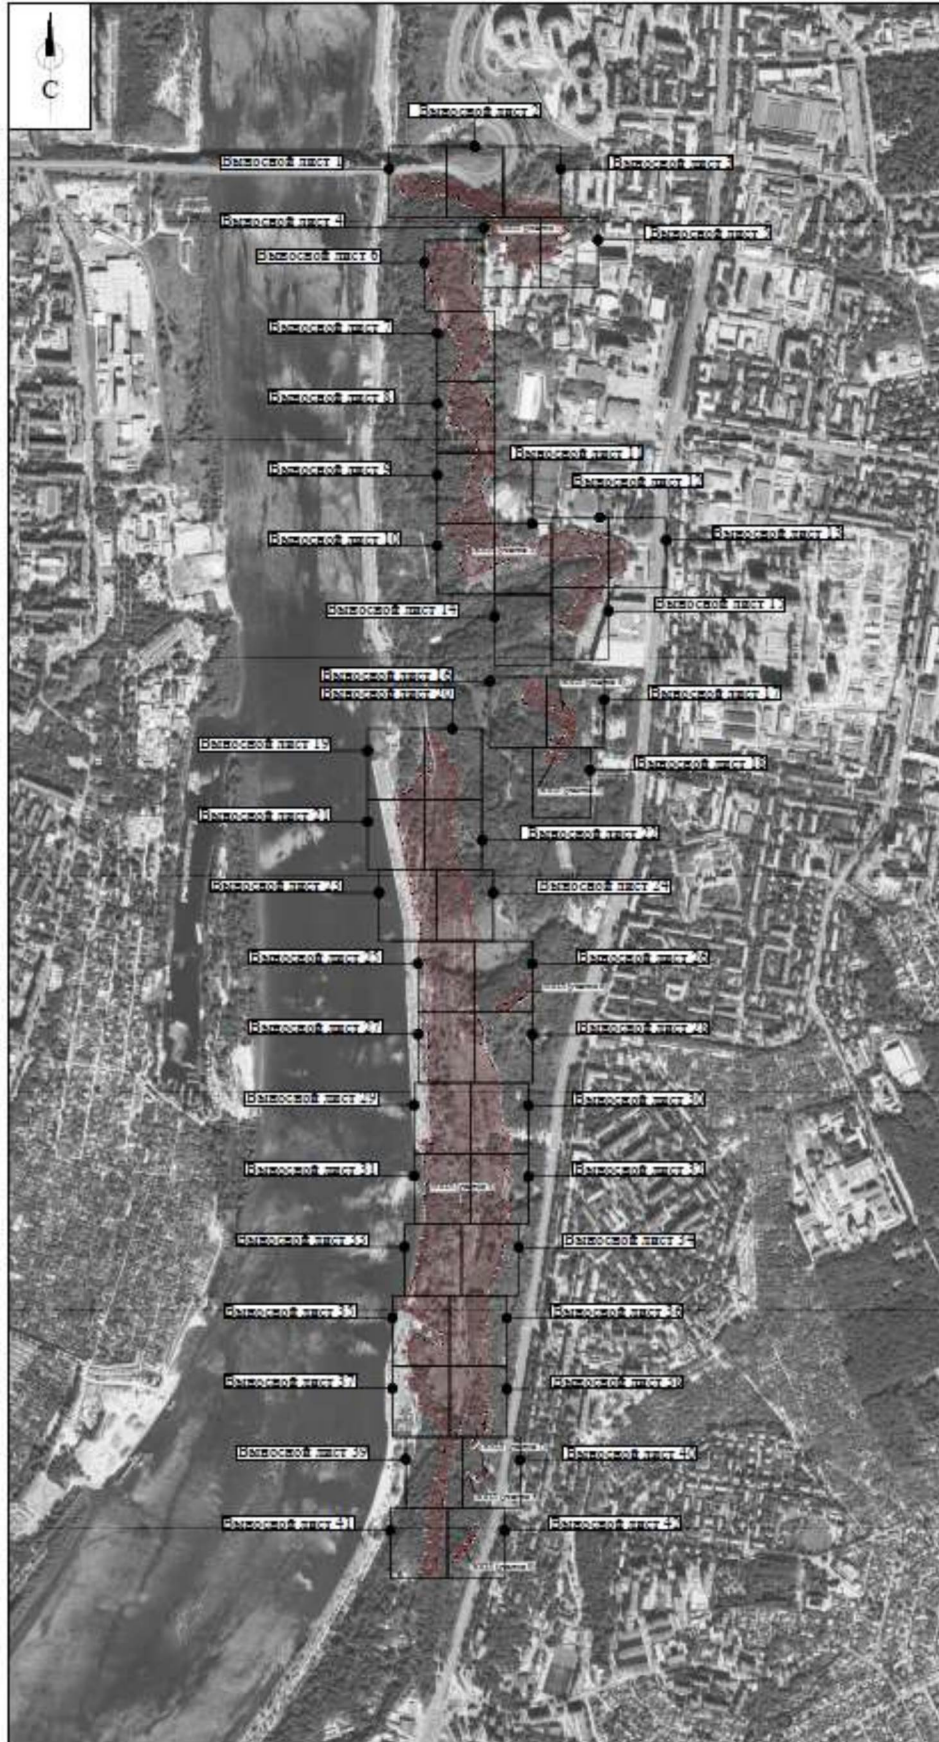 С
Выносной лист 2
Выносной лист 1
Выносной лист 3
Выносной лист 4
Выносной лист 5
Выносной лист 6
Выносной лист 7
Выносной лист 8
Выносной лист 11
Выносной лист 9
Выносной лист 12
Выносной лист 10
Выносной лист 13
Выносной лист 14
Выносной лист 15
Выносной лист 16
Выносной лист 20
Выносной лист 17
Выносной лист 19
Выносной лист 18
Выносной лист 21
Выносной лист 22
Выносной лист 23
Выносной лист 24
Выносной лист 25
Выносной лист 26
Выносной лист 27
Выносной лист 28
Выносной лист 29
Выносной лист 30
Выносной лист 31
Выносной лист 32
Выносной лист 33
Выносной лист 34
Выносной лист 35
Выносной лист 36
Выносной лист 37
Выносной лист 38
Выносной лист 39
Выносной лист 40
Выносной лист 41
Выносной лист 42